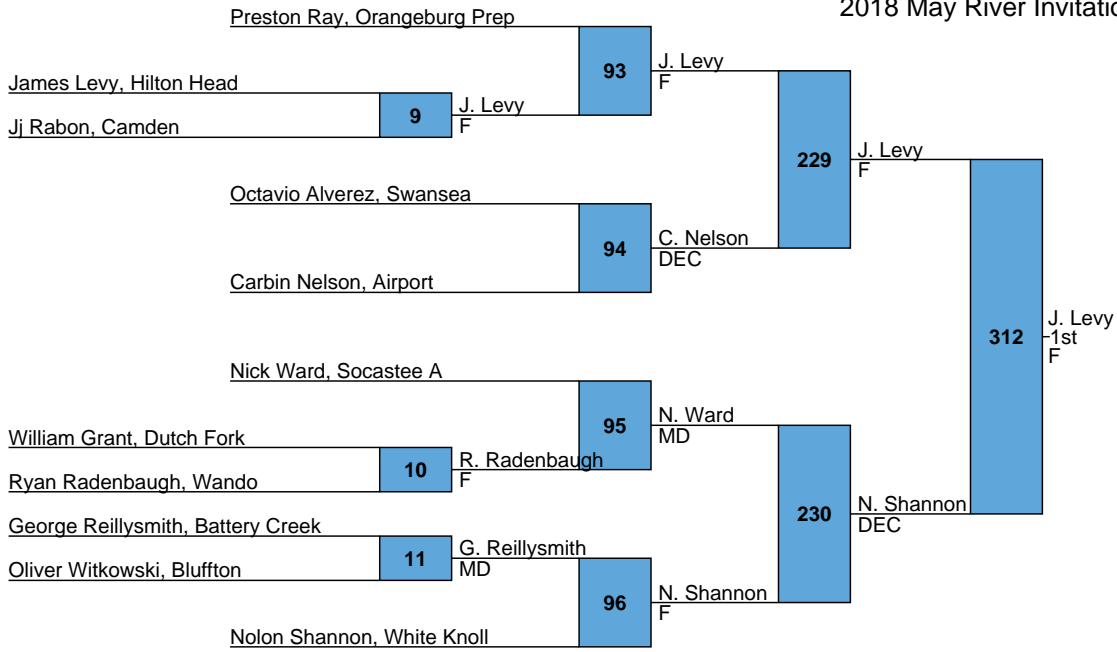 2018 May River Invitatio
Preston Ray, Orangeburg Prep
93
J. Levy
F
James Levy, Hilton Head
9
J. Levy
F
Jj Rabon, Camden
229
J. Levy
F
Octavio Alverez, Swansea
94
C. Nelson
DEC
Carbin Nelson, Airport
312
J. Levy
1st
F
Nick Ward, Socastee A
95
N. Ward
MD
William Grant, Dutch Fork
10
R. Radenbaugh
F
Ryan Radenbaugh, Wando
230
N. Shannon
DEC
George Reillysmith, Battery Creek
11
G. Reillysmith
MD
Oliver Witkowski, Bluffton
96
N. Shannon
F
Nolon Shannon, White Knoll